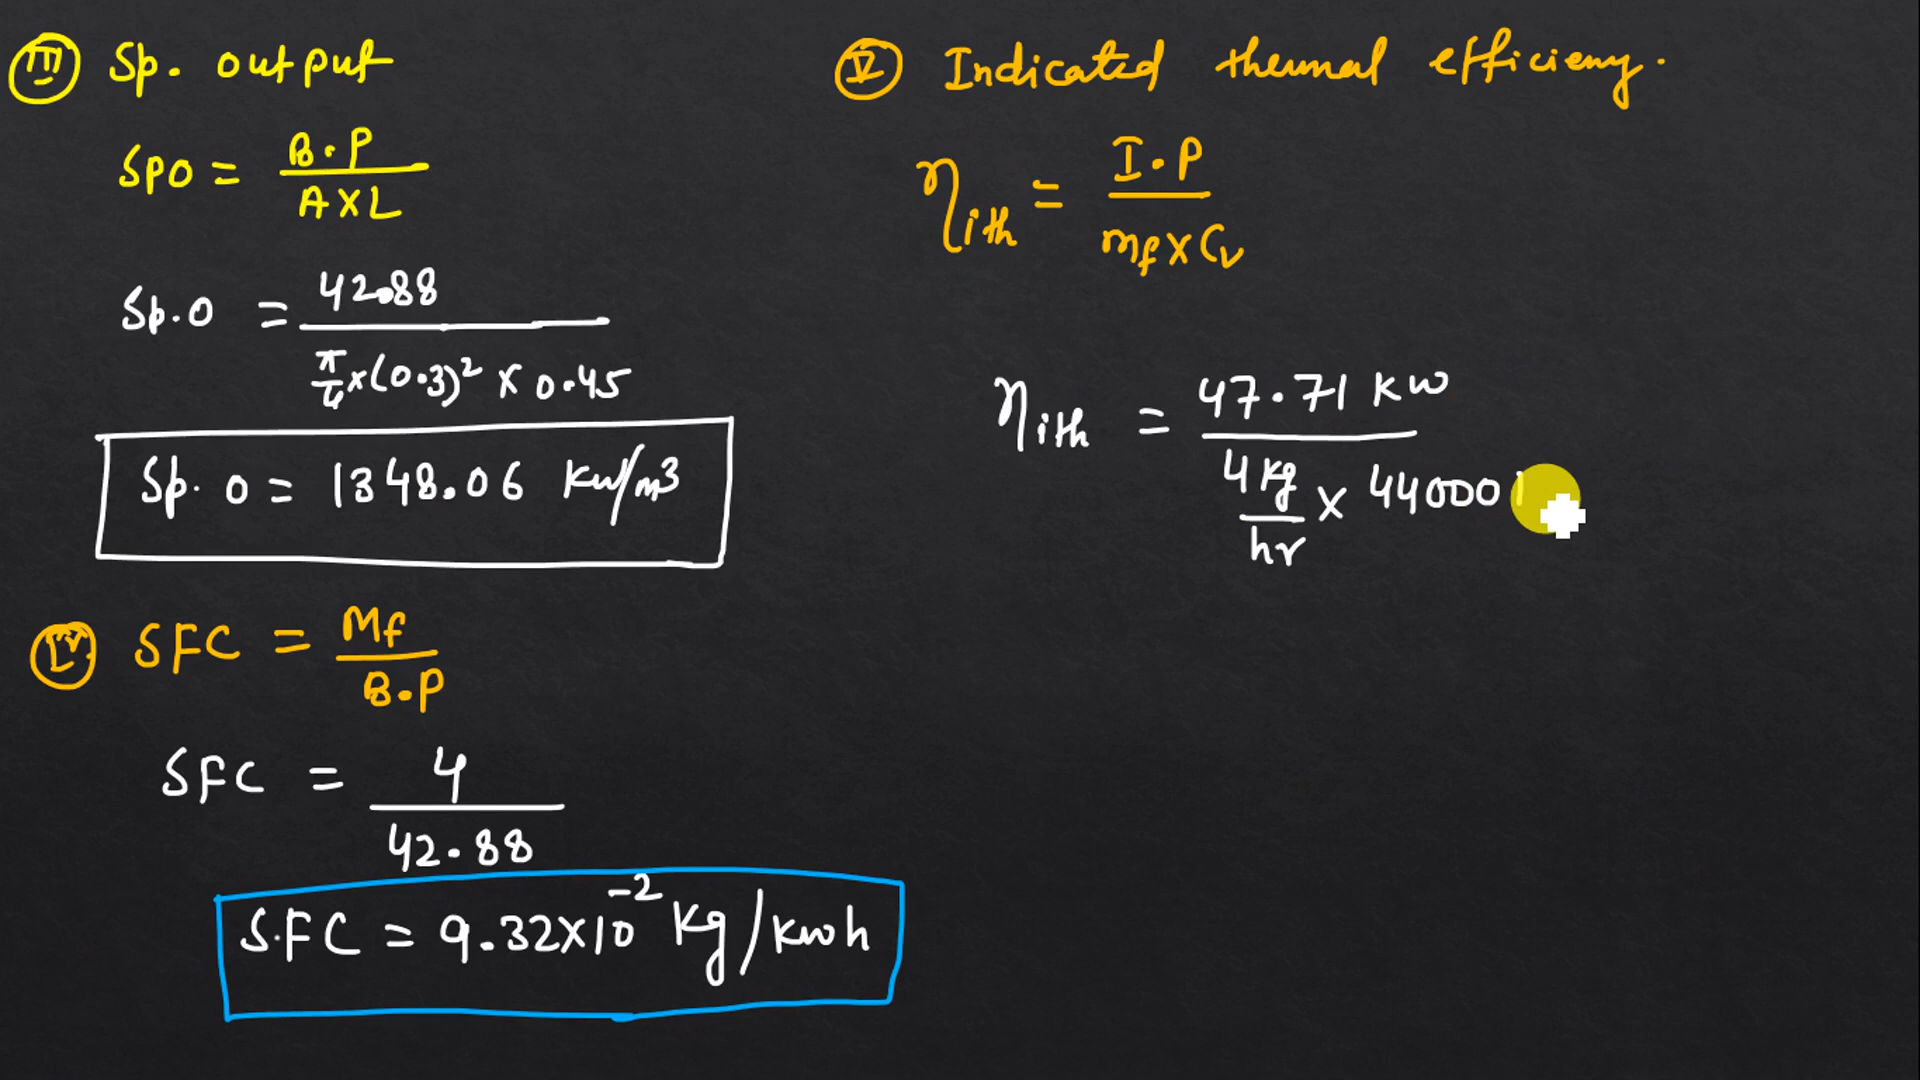 III Sp. output
SPO = B.P / A X L
Sp.O = 42.88 / π/4 x (0.3)² x 0.45
Sp. O = 1348.06 Kw/m3
IV SFC = Mf / B.P
SFC = 4 / 42.88
S.FC = 9.32x10⁻² Kg/kwh
V Indicated thermal efficiency.
ηith = I.P / mf x Cv
ηith = 47.71 kw / 4 kg/hr x 44000